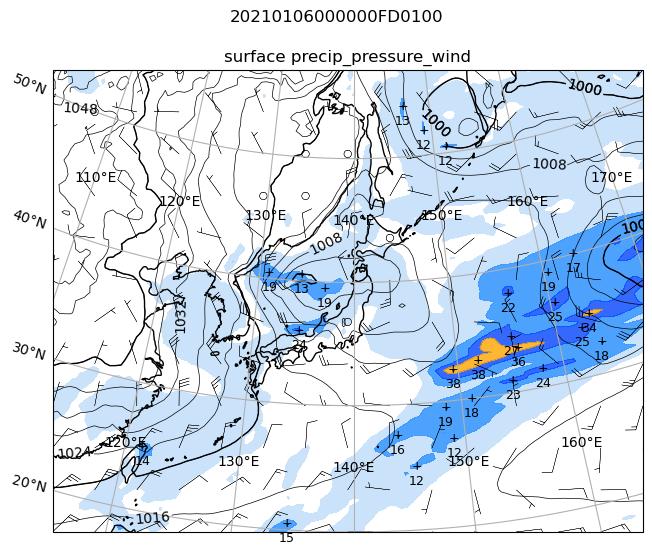 20210106000000FD0100
surface precip_pressure_wind
50°N
1048
1000
1000
13
12
12
1008
110°E
120°E
130°E
140°E
150°E
160°E
170°E
40°N
1008
100
19
13
19
17
19
22
25
1032
24
34
25
18
30°N
27
36
38
38
23
24
19
18
1024
120°E
14
130°E
140°E
16
12
150°E
160°E
12
20°N
1016
15